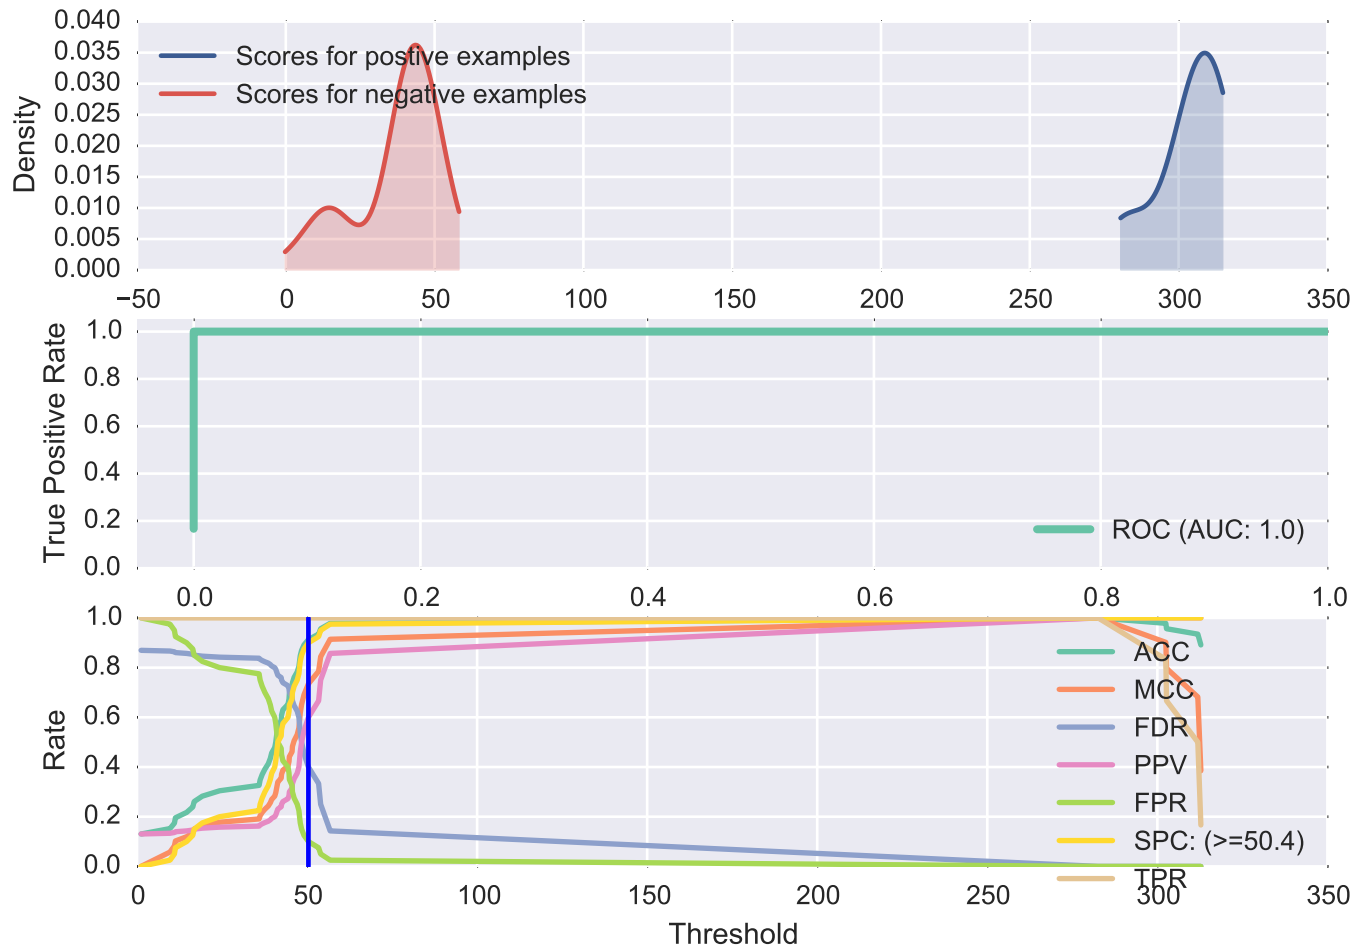 0.040
0.035
0.030
0.025
0.020
0.015
0.010
0.005
0.000
Density
Scores for postive examples
Scores for negative examples
−50 0 50 100 150 200 250 300 350
1.0
0.8
0.6
0.4
0.2
0.0
True Positive Rate
ROC (AUC: 1.0)
0.0 0.2 0.4 0.6 0.8 1.0
1.0
0.8
0.6
0.4
0.2
0.0
Rate
ACC
MCC
FDR
PPV
FPR
SPC: (>=50.4)
TPR
0 50 100 150 200 250 300 350
Threshold